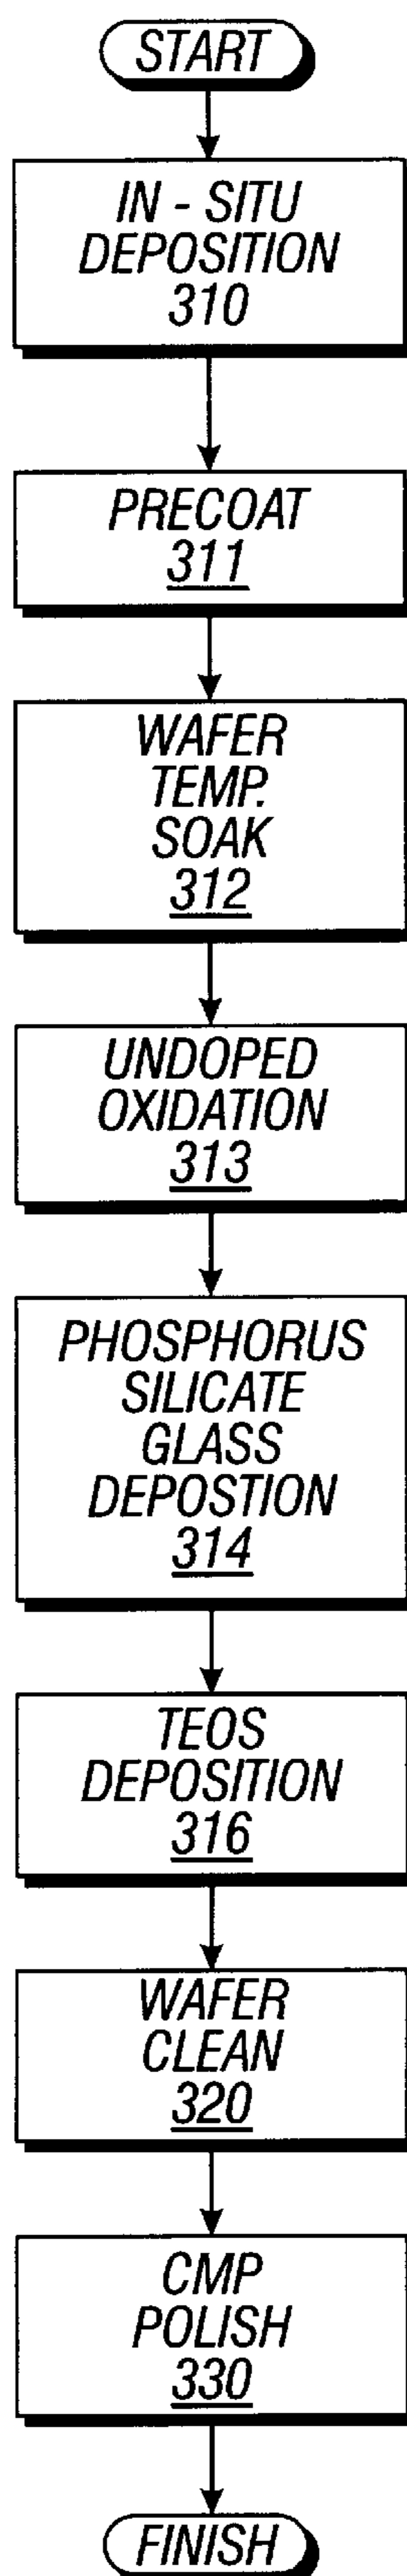 START
IN - SITU
DEPOSITION
310
PRECOAT
311
WAFER
TEMP.
SOAK
312
UNDOPED
OXIDATION
313
PHOSPHORUS
SILICATE
GLASS
DEPOSTION
314
TEOS
DEPOSITION
316
WAFER
CLEAN
320
CMP
POLISH
330
FINISH